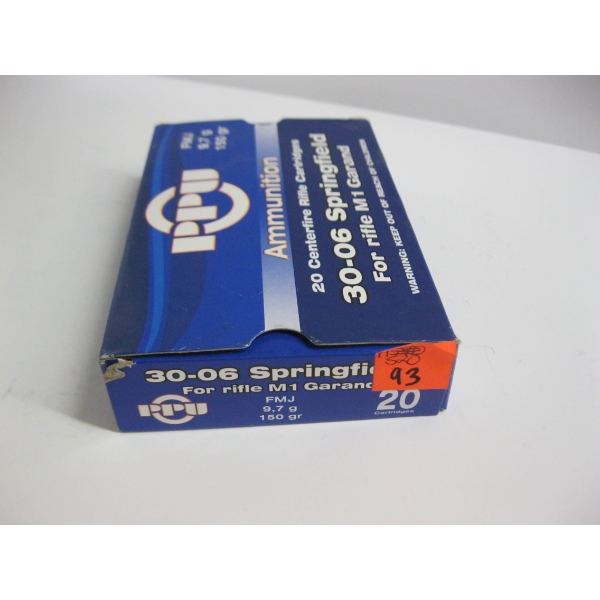 PPU
FMJ
9,7 g
150 gr
Ammunition
20 Centerfire Rifle Cartridges
30-06 Springfield
For rifle M1 Garand
WARNING: KEEP OUT OF REACH OF CHILDREN
30-06 Springfie
For rifle M1 Garand
PPU
FMJ
9,7 g
150 gr
93
20
Cartridges